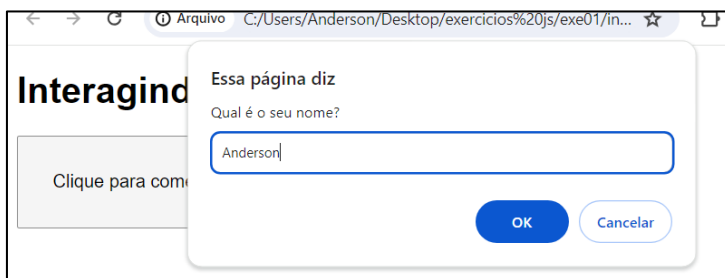 Arquivo C:/Users/Anderson/Desktop/exercicios%20js/exe01/in...
Essa página diz
Interagind
Qual é o seu nome?
Anderson
Clique para com
OK Cancelar